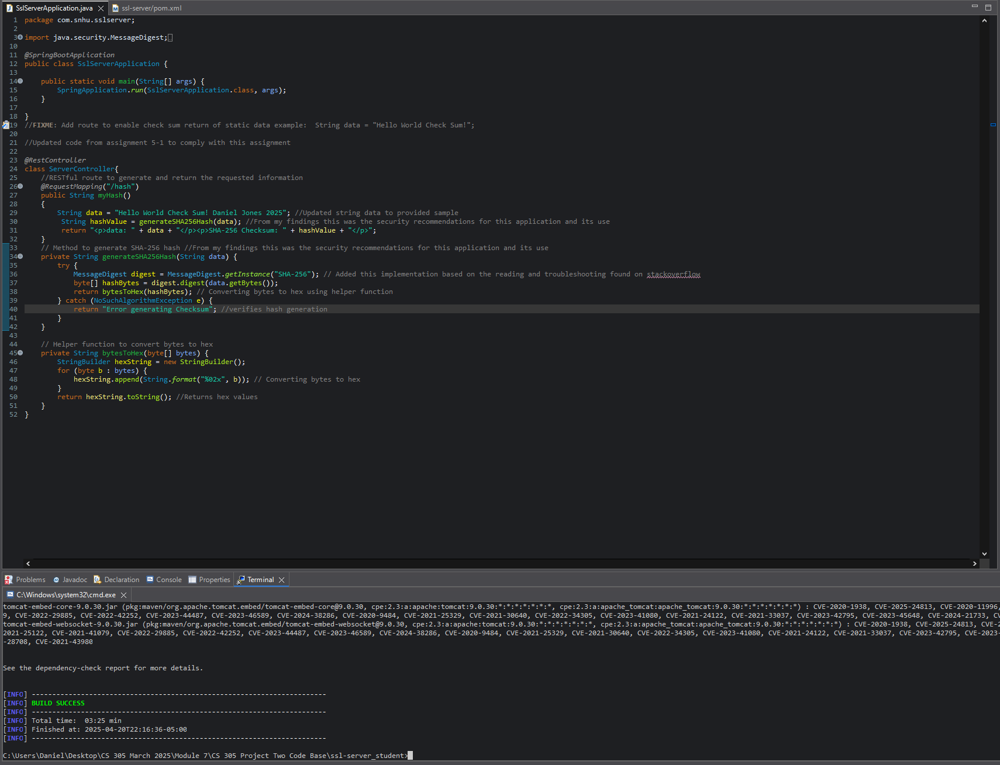 SslServerApplication.java
ssl-server/pom.xml
1 package com.snhu.sslserver;
2
3 import java.security.MessageDigest;
10
11 @SpringBootApplication
12 public class SslServerApplication {
13
14 public static void main(String[] args) {
15 SpringApplication.run(SslServerApplication.class, args);
16 }
17
18 }
19 //FIXME: Add route to enable check sum return of static data example:  String data = "Hello World Check Sum!";
20
21 //Updated code from assignment 5-1 to comply with this assignment
22
23 @RestController
24 class ServerController{
25 //RESTful route to generate and return the requested information
26 @RequestMapping("/hash")
27 public String myHash()
28 {
29 String data = "Hello World Check Sum! Daniel Jones 2025"; //Updated string data to provided sample
30 String hashValue = generateSHA256Hash(data); //From my findings this was the security recommendations for this application and its use
31 return "<p>data: " + data + "</p><p>SHA-256 Checksum: " + hashValue + "</p>";
32 }
33 // Method to generate SHA-256 hash //From my findings this was the security recommendations for this application and its use
34 private String generateSHA256Hash(String data) {
35 try {
36 MessageDigest digest = MessageDigest.getInstance("SHA-256"); // Added this implementation based on the reading and troubleshooting found on stackoverflow
37 byte[] hashBytes = digest.digest(data.getBytes());
38 return bytesToHex(hashBytes); // Converting bytes to hex using helper function
39 } catch (NoSuchAlgorithmException e) {
40 return "Error generating Checksum"; //verifies hash generation
41 }
42 }
43
44 // Helper function to convert bytes to hex
45 private String bytesToHex(byte[] bytes) {
46 StringBuilder hexString = new StringBuilder();
47 for (byte b : bytes) {
48 hexString.append(String.format("%02x", b)); // Converting bytes to hex
49 }
50 return hexString.toString(); //Returns hex values
51 }
52 }
Problems Javadoc Declaration Console Properties Terminal
C:\Windows\system32\cmd.exe
tomcat-embed-core-9.0.30.jar (pkg:maven/org.apache.tomcat.embed/tomcat-embed-core@9.0.30, cpe:2.3:a:apache:tomcat:9.0.30:*:*:*:*:*:*:*, cpe:2.3:a:apache_tomcat:apache_tomcat:9.0.30:*:*:*:*:*:*:*) : CVE-2020-1938, CVE-2025-24813, CVE-2020-11996,
9, CVE-2022-29885, CVE-2022-42252, CVE-2023-44487, CVE-2023-46589, CVE-2024-38286, CVE-2020-9484, CVE-2021-25329, CVE-2021-30640, CVE-2022-34305, CVE-2023-41080, CVE-2021-24122, CVE-2021-33037, CVE-2023-42795, CVE-2023-45648, CVE-2024-21733, CV
tomcat-embed-websocket-9.0.30.jar (pkg:maven/org.apache.tomcat.embed/tomcat-embed-websocket@9.0.30, cpe:2.3:a:apache:tomcat:9.0.30:*:*:*:*:*:*:*, cpe:2.3:a:apache_tomcat:apache_tomcat:9.0.30:*:*:*:*:*:*:*) : CVE-2020-1938, CVE-2025-24813, CVE-2
2021-25122, CVE-2021-41079, CVE-2022-29885, CVE-2022-42252, CVE-2023-44487, CVE-2023-46589, CVE-2024-38286, CVE-2020-9484, CVE-2021-25329, CVE-2021-30640, CVE-2022-34305, CVE-2023-41080, CVE-2021-24122, CVE-2021-33037, CVE-2023-42795, CVE-2023-
-28708, CVE-2021-43980
See the dependency-check report for more details.
[INFO] ------------------------------------------------------------------------
[INFO] BUILD SUCCESS
[INFO] ------------------------------------------------------------------------
[INFO] Total time:  03:25 min
[INFO] Finished at: 2025-04-20T22:16:36-05:00
[INFO] ------------------------------------------------------------------------
C:\Users\Daniel\Desktop\CS 305 March 2025\Module 7\CS 305 Project Two Code Base\ssl-server_student>